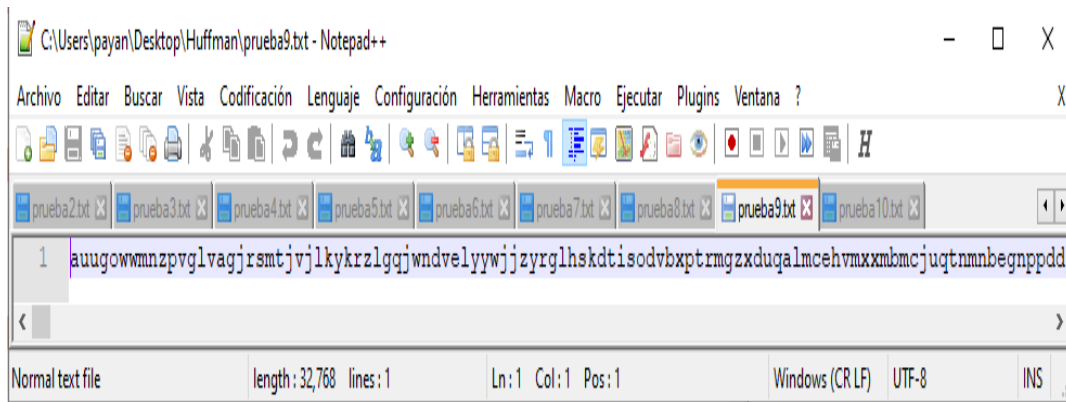 C:\Users\payan\Desktop\Huffman\prueba9.txt - Notepad++
Archivo Editar Buscar Vista Codificación Lenguaje Configuración Herramientas Macro Ejecutar Plugins Ventana ? X
prueba2.txt prueba3.txt prueba4.txt prueba5.txt prueba6.txt prueba7.txt prueba8.txt prueba9.txt prueba10.txt
1 auugowwmnzpvglvagjrsmtjvjlkykrzlgqjwndvelyywjjzyrglhskdtisodvbxptrmgzxduqalmcehvmxxmbmcjuqtnmnbegnppdd
Normal text file length : 32,768 lines : 1 Ln : 1 Col : 1 Pos : 1 Windows (CR LF) UTF-8 INS